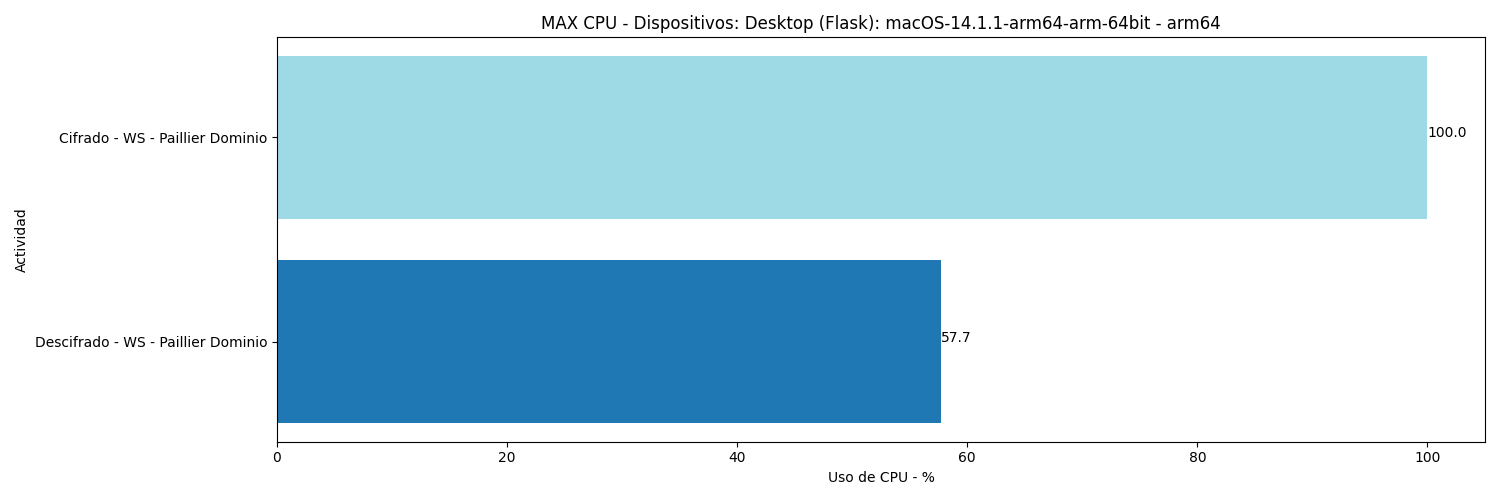 MAX CPU - Dispositivos: Desktop (Flask): macOS-14.1.1-arm64-arm-64bit - arm64
Cifrado - WS - Paillier Dominio
100.0
Actividad
Descifrado - WS - Paillier Dominio
57.7
0 20 40 60 80 100
Uso de CPU - %